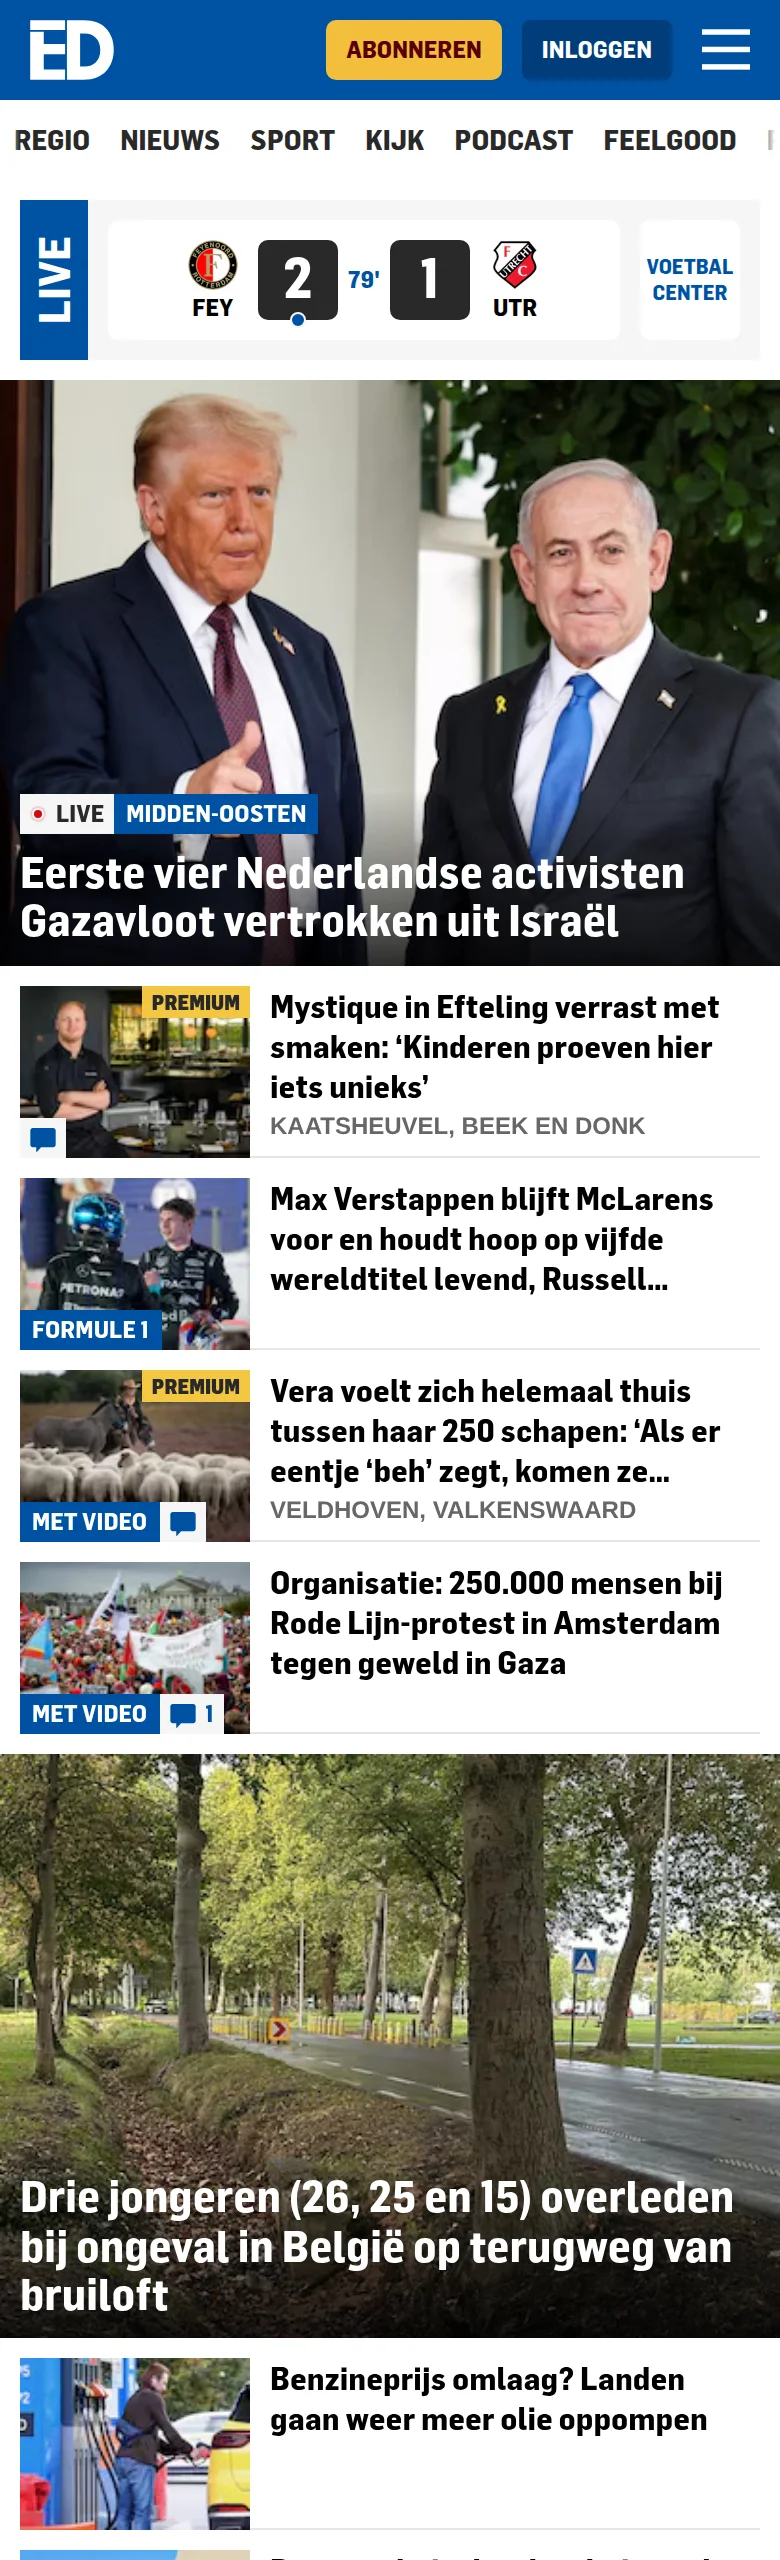 ED
ABONNEREN
INLOGGEN
REGIO NIEUWS SPORT KIJK PODCAST FEELGOOD
LIVE
FEY
2
79'
1
UTR
VOETBAL
CENTER
LIVE MIDDEN-OOSTEN
Eerste vier Nederlandse activisten
Gazavloot vertrokken uit Israël
PREMIUM
Mystique in Efteling verrast met
smaken: ‘Kinderen proeven hier
iets unieks’
KAATSHEUVEL, BEEK EN DONK
PETRONAS
FORMULE 1
Max Verstappen blijft McLarens
voor en houdt hoop op vijfde
wereldtitel levend, Russell...
PREMIUM
MET VIDEO
Vera voelt zich helemaal thuis
tussen haar 250 schapen: ‘Als er
eentje ‘beh’ zegt, komen ze...
VELDHOVEN, VALKENSWAARD
MET VIDEO 1
Organisatie: 250.000 mensen bij
Rode Lijn-protest in Amsterdam
tegen geweld in Gaza
Drie jongeren (26, 25 en 15) overleden
bij ongeval in België op terugweg van
bruiloft
Benzineprijs omlaag? Landen
gaan weer meer olie oppompen